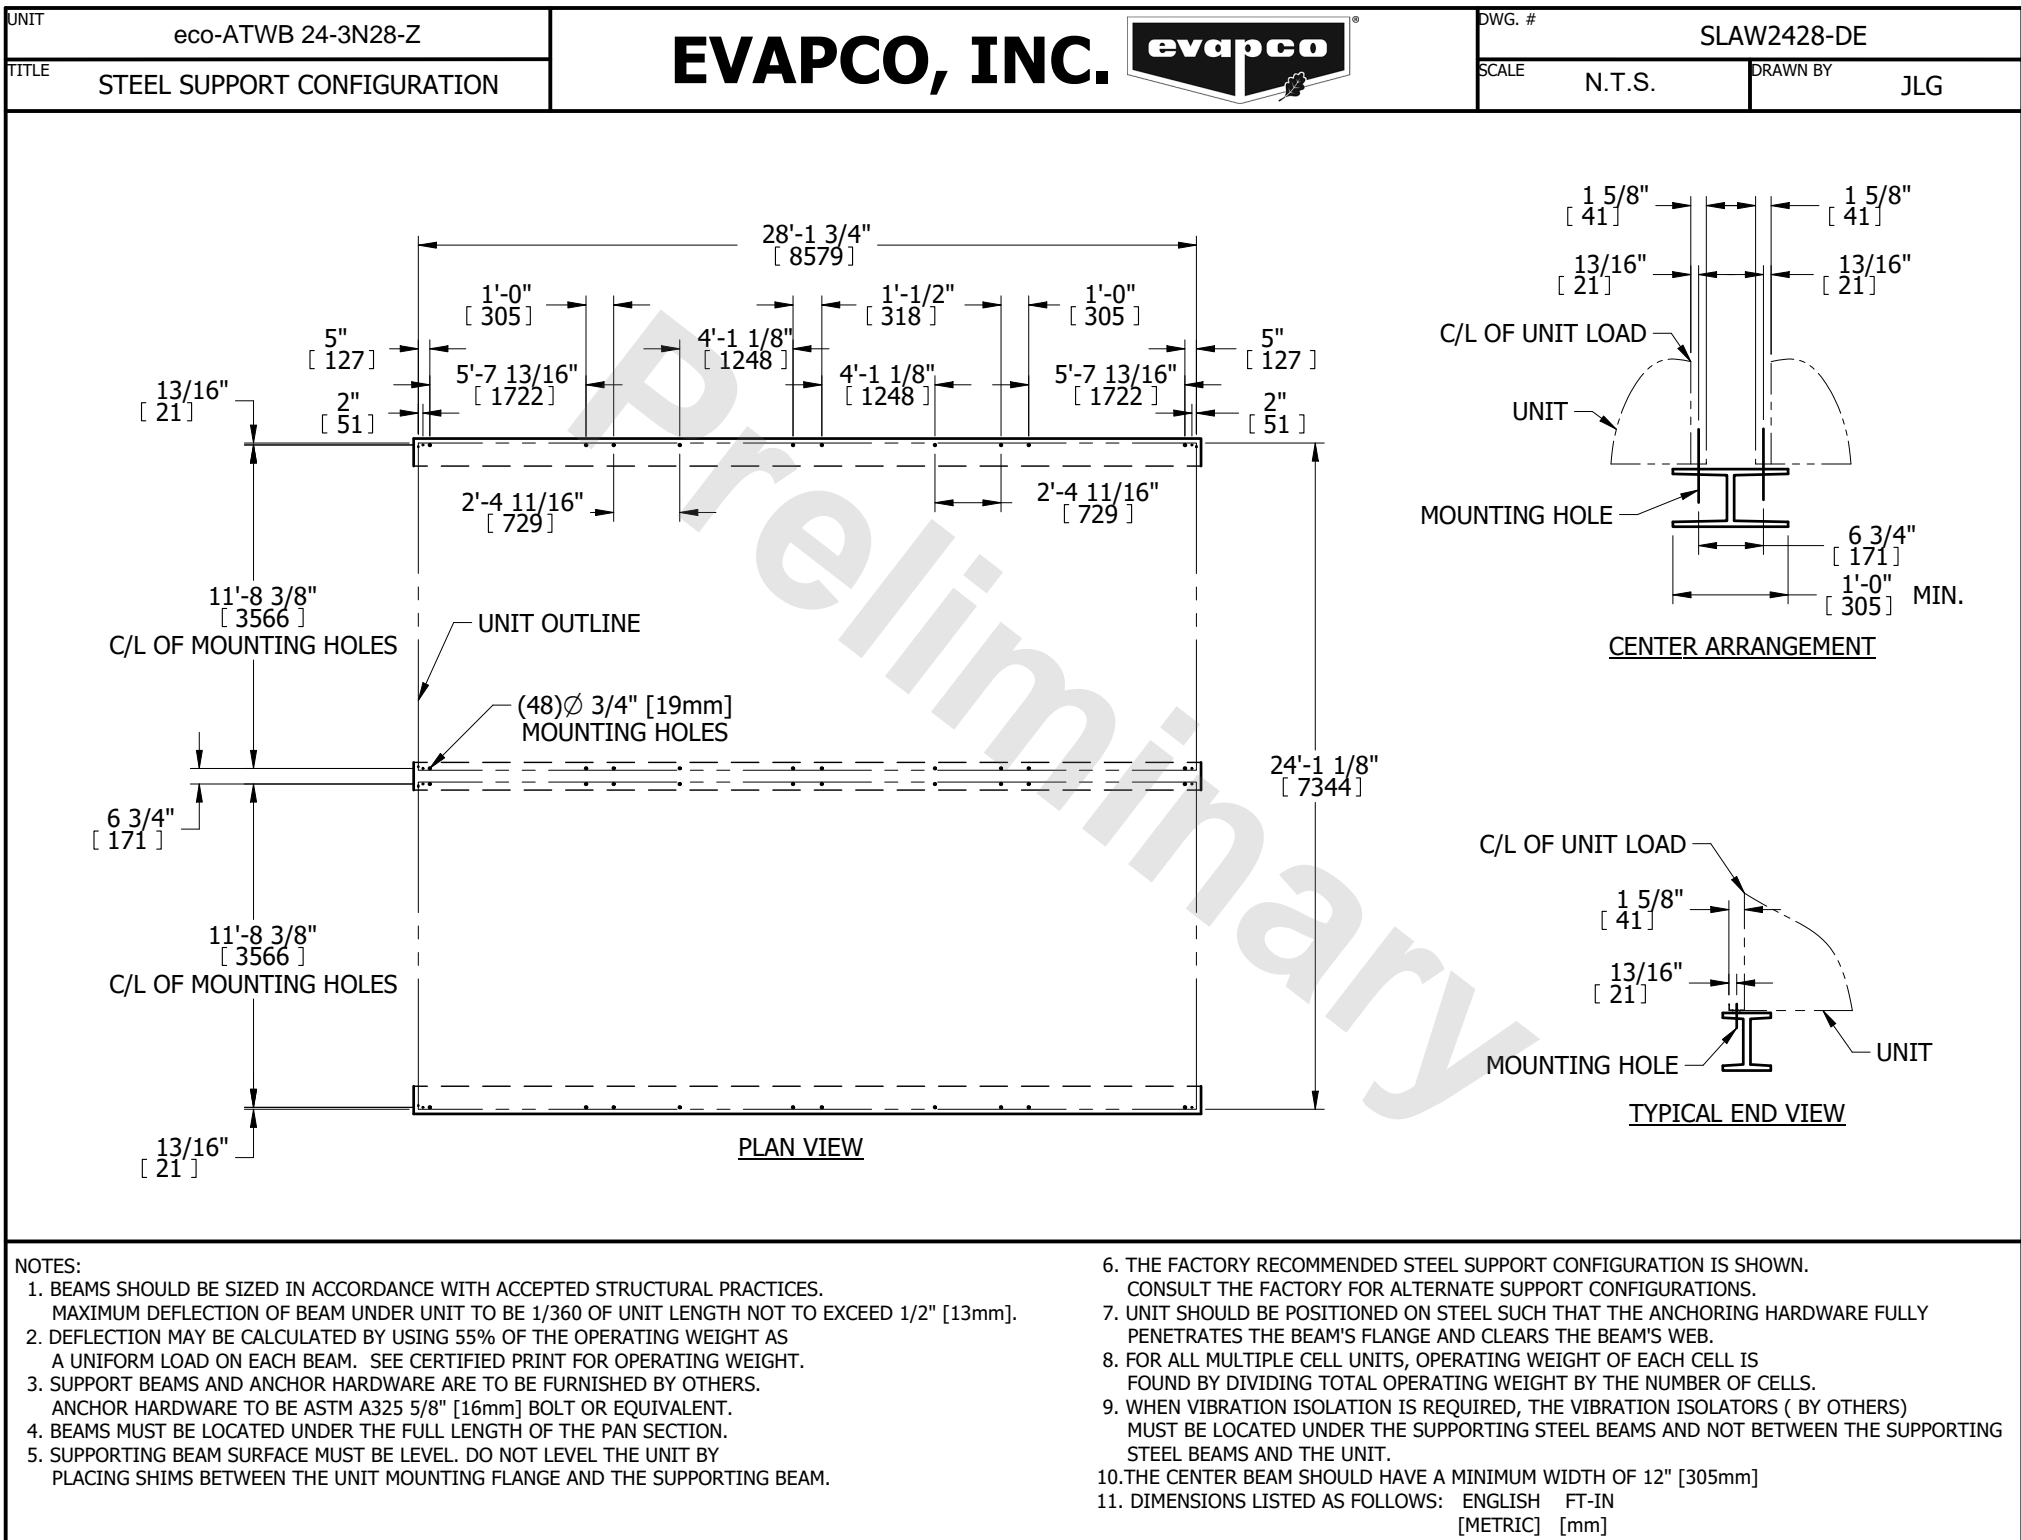 UNIT
eco-ATWB 24-3N28-Z
TITLE
STEEL SUPPORT CONFIGURATION
EVAPCO, INC.
evapco
®
DWG. #
SLAW2428-DE
SCALE
N.T.S.
DRAWN BY
JLG
28'-1 3/4"
[ 8579 ]
1'-0"
[ 305 ]
1'-1/2"
[ 318 ]
1'-0"
[ 305 ]
5"
[ 127 ]
4'-1 1/8"
[ 1248 ]
5"
[ 127 ]
5'-7 13/16"
[ 1722 ]
4'-1 1/8"
[ 1248 ]
5'-7 13/16"
[ 1722 ]
13/16"
[ 21 ]
2"
[ 51 ]
2"
[ 51 ]
2'-4 11/16"
[ 729 ]
2'-4 11/16"
[ 729 ]
11'-8 3/8"
[ 3566 ]
C/L OF MOUNTING HOLES
UNIT OUTLINE
(48)Ø 3/4" [19mm]
MOUNTING HOLES
6 3/4"
[ 171 ]
24'-1 1/8"
[ 7344 ]
11'-8 3/8"
[ 3566 ]
C/L OF MOUNTING HOLES
13/16"
[ 21 ]
PLAN VIEW
Preliminary
1 5/8"
[ 41 ]
1 5/8"
[ 41 ]
13/16"
[ 21 ]
13/16"
[ 21 ]
C/L OF UNIT LOAD
UNIT
MOUNTING HOLE
6 3/4"
[ 171 ]
1'-0"
[ 305 ]
MIN.
CENTER ARRANGEMENT
C/L OF UNIT LOAD
1 5/8"
[ 41 ]
13/16"
[ 21 ]
MOUNTING HOLE
UNIT
TYPICAL END VIEW
NOTES:
1. BEAMS SHOULD BE SIZED IN ACCORDANCE WITH ACCEPTED STRUCTURAL PRACTICES.
MAXIMUM DEFLECTION OF BEAM UNDER UNIT TO BE 1/360 OF UNIT LENGTH NOT TO EXCEED 1/2" [13mm].
2. DEFLECTION MAY BE CALCULATED BY USING 55% OF THE OPERATING WEIGHT AS
A UNIFORM LOAD ON EACH BEAM. SEE CERTIFIED PRINT FOR OPERATING WEIGHT.
3. SUPPORT BEAMS AND ANCHOR HARDWARE ARE TO BE FURNISHED BY OTHERS.
ANCHOR HARDWARE TO BE ASTM A325 5/8" [16mm] BOLT OR EQUIVALENT.
4. BEAMS MUST BE LOCATED UNDER THE FULL LENGTH OF THE PAN SECTION.
5. SUPPORTING BEAM SURFACE MUST BE LEVEL. DO NOT LEVEL THE UNIT BY
PLACING SHIMS BETWEEN THE UNIT MOUNTING FLANGE AND THE SUPPORTING BEAM.
6. THE FACTORY RECOMMENDED STEEL SUPPORT CONFIGURATION IS SHOWN.
CONSULT THE FACTORY FOR ALTERNATE SUPPORT CONFIGURATIONS.
7. UNIT SHOULD BE POSITIONED ON STEEL SUCH THAT THE ANCHORING HARDWARE FULLY
PENETRATES THE BEAM'S FLANGE AND CLEARS THE BEAM'S WEB.
8. FOR ALL MULTIPLE CELL UNITS, OPERATING WEIGHT OF EACH CELL IS
FOUND BY DIVIDING TOTAL OPERATING WEIGHT BY THE NUMBER OF CELLS.
9. WHEN VIBRATION ISOLATION IS REQUIRED, THE VIBRATION ISOLATORS ( BY OTHERS)
MUST BE LOCATED UNDER THE SUPPORTING STEEL BEAMS AND NOT BETWEEN THE SUPPORTING
STEEL BEAMS AND THE UNIT.
10.THE CENTER BEAM SHOULD HAVE A MINIMUM WIDTH OF 12" [305mm]
11. DIMENSIONS LISTED AS FOLLOWS: ENGLISH FT-IN
[METRIC] [mm]